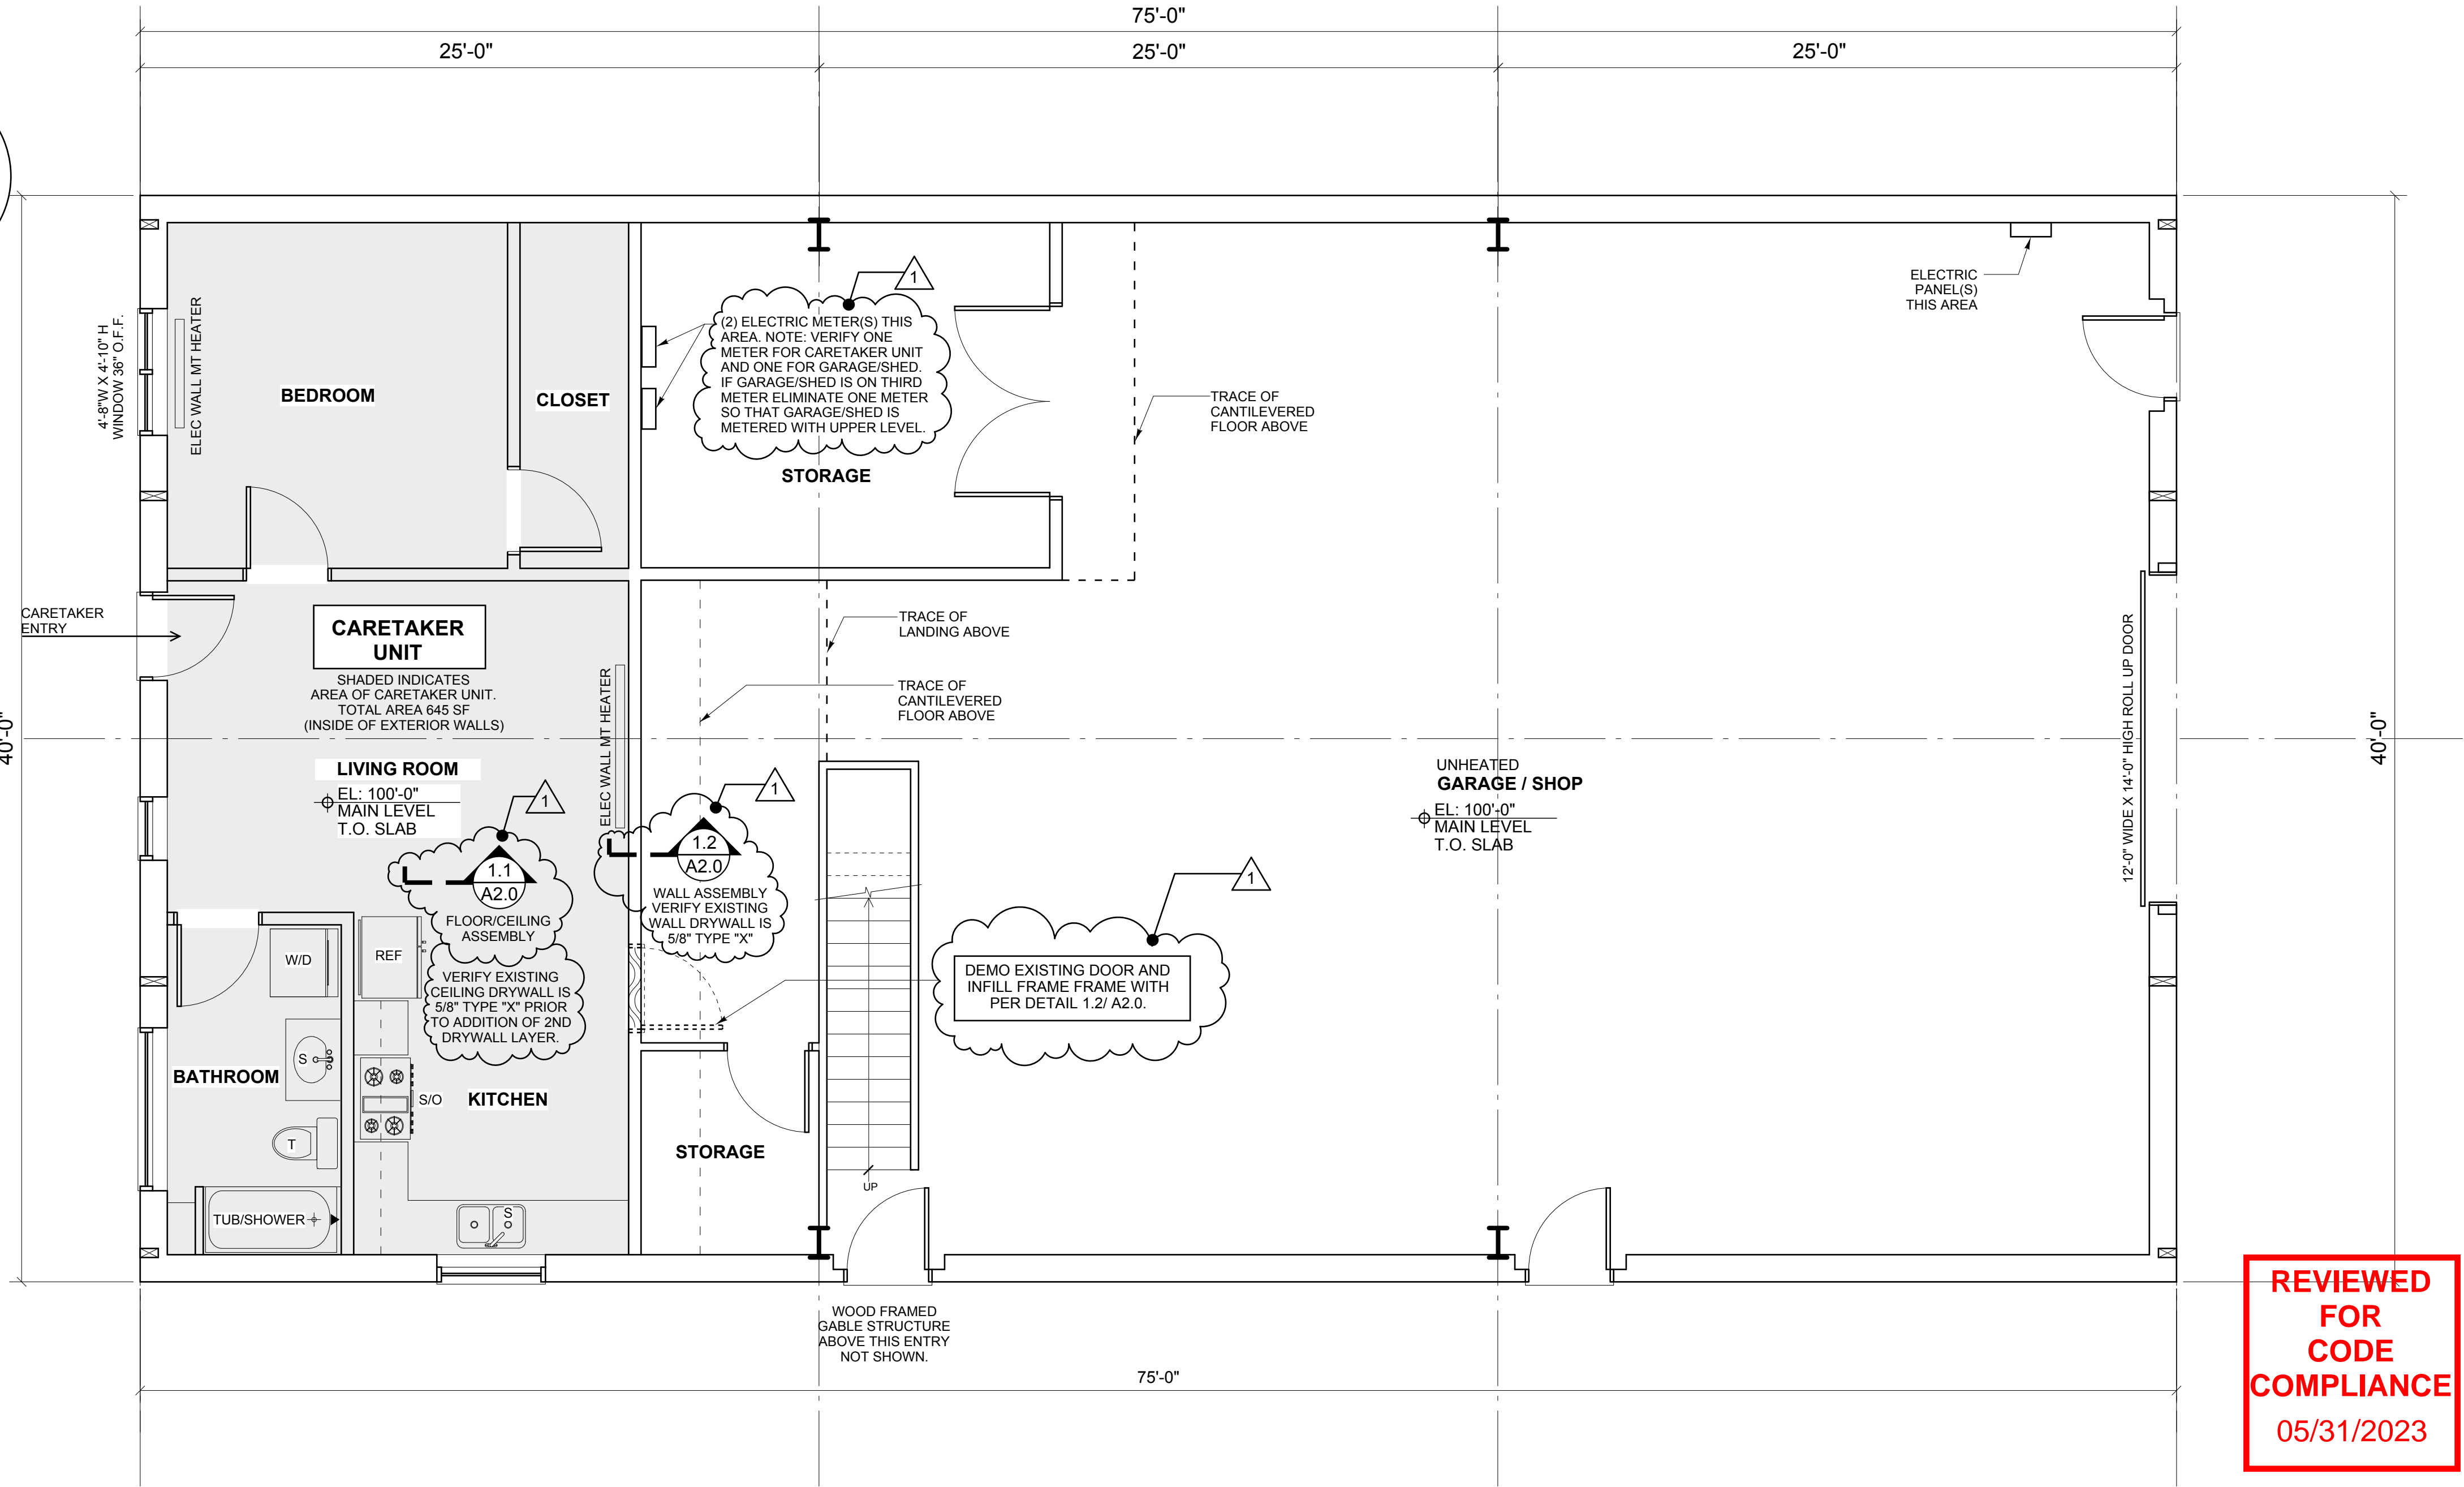 75'-0"
25'-0"
25'-0"
25'-0"
(2) ELECTRIC METER(S) THIS
AREA. NOTE: VERIFY ONE
METER FOR CARETAKER UNIT
AND ONE FOR GARAGE/SHED.
IF GARAGE/SHED IS ON THIRD
METER ELIMINATE ONE METER
SO THAT GARAGE/SHED IS
METERED WITH UPPER LEVEL.
1
STORAGE
ELECTRIC
PANEL(S)
THIS AREA
4'-8"W X 4'-10" H
WINDOW 36" O.F.F.
ELEC WALL MT HEATER
BEDROOM
CLOSET
TRACE OF
CANTILEVERED
FLOOR ABOVE
CARETAKER
ENTRY
CARETAKER
UNIT
SHADED INDICATES
AREA OF CARETAKER UNIT.
TOTAL AREA 645 SF
(INSIDE OF EXTERIOR WALLS)
TRACE OF
LANDING ABOVE
TRACE OF
CANTILEVERED
FLOOR ABOVE
ELEC WALL MT HEATER
40'-0"
LIVING ROOM
EL: 100'-0"
MAIN LEVEL
T.O. SLAB
1
1
UNHEATED
GARAGE / SHOP
EL: 100'-0"
MAIN LEVEL
T.O. SLAB
12'-0" WIDE X 14'-0" HIGH ROLL UP DOOR
40'-0"
1.1
A2.0
FLOOR/CEILING
ASSEMBLY
VERIFY EXISTING
CEILING DRYWALL IS
5/8" TYPE "X" PRIOR
TO ADDITION OF 2ND
DRYWALL LAYER.
1.2
A2.0
WALL ASSEMBLY
VERIFY EXISTING
WALL DRYWALL IS
5/8" TYPE "X"
1
DEMO EXISTING DOOR AND
INFILL FRAME FRAME WITH
PER DETAIL 1.2/ A2.0.
W/D
REF
S
BATHROOM
S/O
KITCHEN
T
STORAGE
UP
TUB/SHOWER
S
WOOD FRAMED
GABLE STRUCTURE
ABOVE THIS ENTRY
NOT SHOWN.
75'-0"
REVIEWED
FOR
CODE
COMPLIANCE
05/31/2023